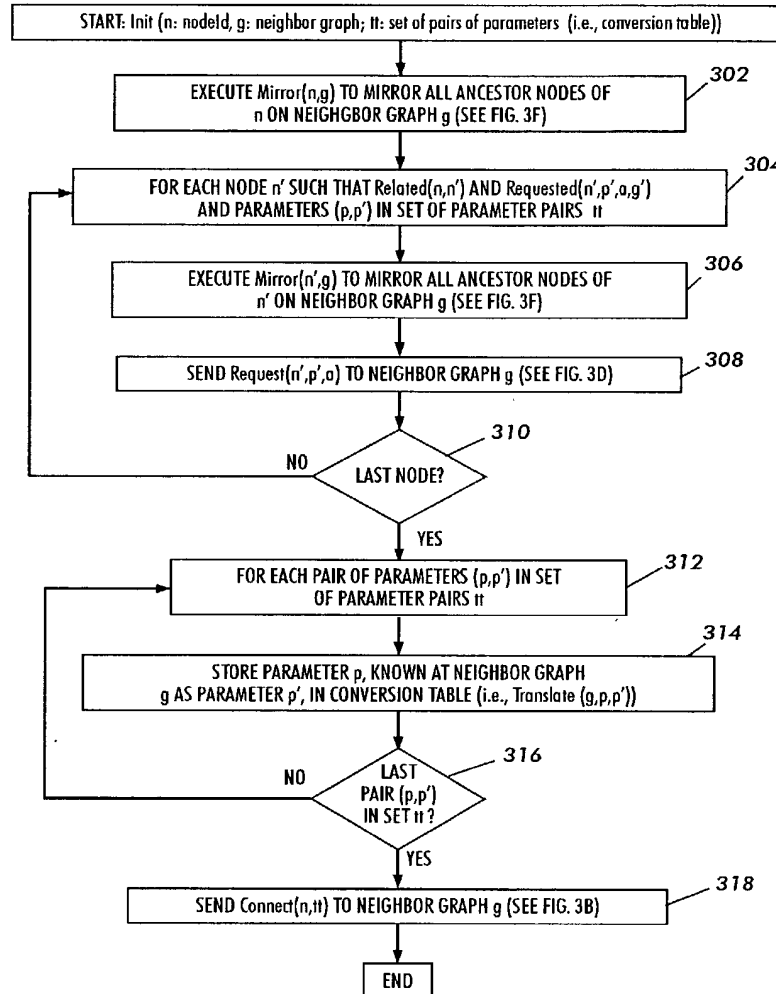 START: Init (n: nodeId, g: neighbor graph; tt: set of pairs of parameters (i.e., conversion table))
302
EXECUTE Mirror(n,g) TO MIRROR ALL ANCESTOR NODES OF
n ON NEIGHGBOR GRAPH g (SEE FIG. 3F)
304
FOR EACH NODE n' SUCH THAT Related(n,n') AND Requested(n',p',a,g')
AND PARAMETERS (p,p') IN SET OF PARAMETER PAIRS tt
306
EXECUTE Mirror(n',g) TO MIRROR ALL ANCESTOR NODES OF
n' ON NEIGHBOR GRAPH g (SEE FIG. 3F)
308
SEND Request(n',p',a) TO NEIGHBOR GRAPH g (SEE FIG. 3D)
310
NO
LAST NODE?
YES
312
FOR EACH PAIR OF PARAMETERS (p,p') IN SET
OF PARAMETER PAIRS tt
314
STORE PARAMETER p, KNOWN AT NEIGHBOR GRAPH
g AS PARAMETER p', IN CONVERSION TABLE (i.e., Translate (g,p,p'))
316
NO
LAST
PAIR (p,p')
IN SET tt ?
YES
318
SEND Connect(n,tt) TO NEIGHBOR GRAPH g (SEE FIG. 3B)
END